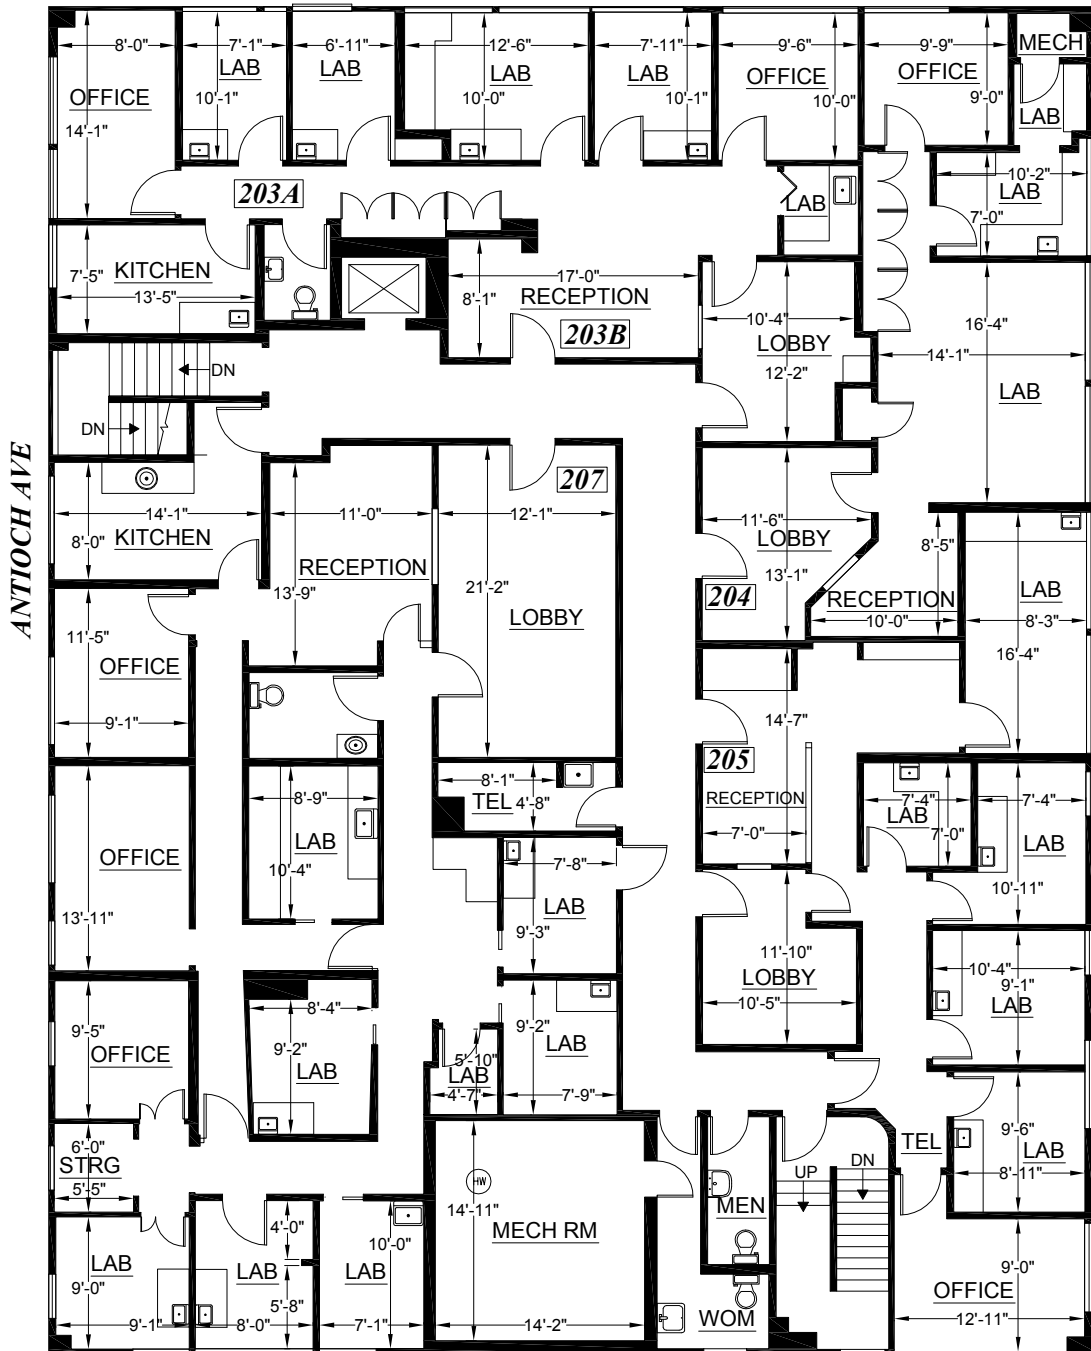 8'-0"
OFFICE
14'-1"
7'-1"
LAB
10'-1"
6'-11"
LAB
12'-6"
LAB
10'-0"
7'-11"
LAB
10'-1"
9'-6"
OFFICE
10'-0"
9'-9"
OFFICE
9'-0"
MECH
LAB
10'-2"
LAB
7'-0"
203A
LAB
7'-5"
KITCHEN
13'-5"
17'-0"
8'-1"
RECEPTION
203B
10'-4"
LOBBY
12'-2"
16'-4"
14'-1"
LAB
DN
DN
ANTIOCH AVE
14'-1"
8'-0"
KITCHEN
11'-0"
RECEPTION
13'-9"
207
12'-1"
21'-2"
LOBBY
11'-6"
LOBBY
13'-1"
204
8'-5"
RECEPTION
10'-0"
LAB
8'-3"
16'-4"
11'-5"
OFFICE
9'-1"
14'-7"
205
RECEPTION
7'-0"
8'-1"
TEL
4'-8"
7'-4"
LAB
7'-0"
7'-4"
LAB
10'-11"
OFFICE
13'-11"
8'-9"
LAB
10'-4"
7'-8"
LAB
9'-3"
11'-10"
LOBBY
10'-5"
10'-4"
9'-1"
LAB
9'-5"
OFFICE
8'-4"
9'-2"
LAB
5'-10"
LAB
4'-7"
9'-2"
LAB
7'-9"
9'-6"
LAB
8'-11"
TEL
6'-0"
STRG
5'-5"
HW
14'-11"
MECH RM
14'-2"
MEN
UP
DN
WOM
LAB
9'-0"
9'-1"
4'-0"
LAB
5'-8"
8'-0"
10'-0"
LAB
7'-1"
9'-0"
OFFICE
12'-11"